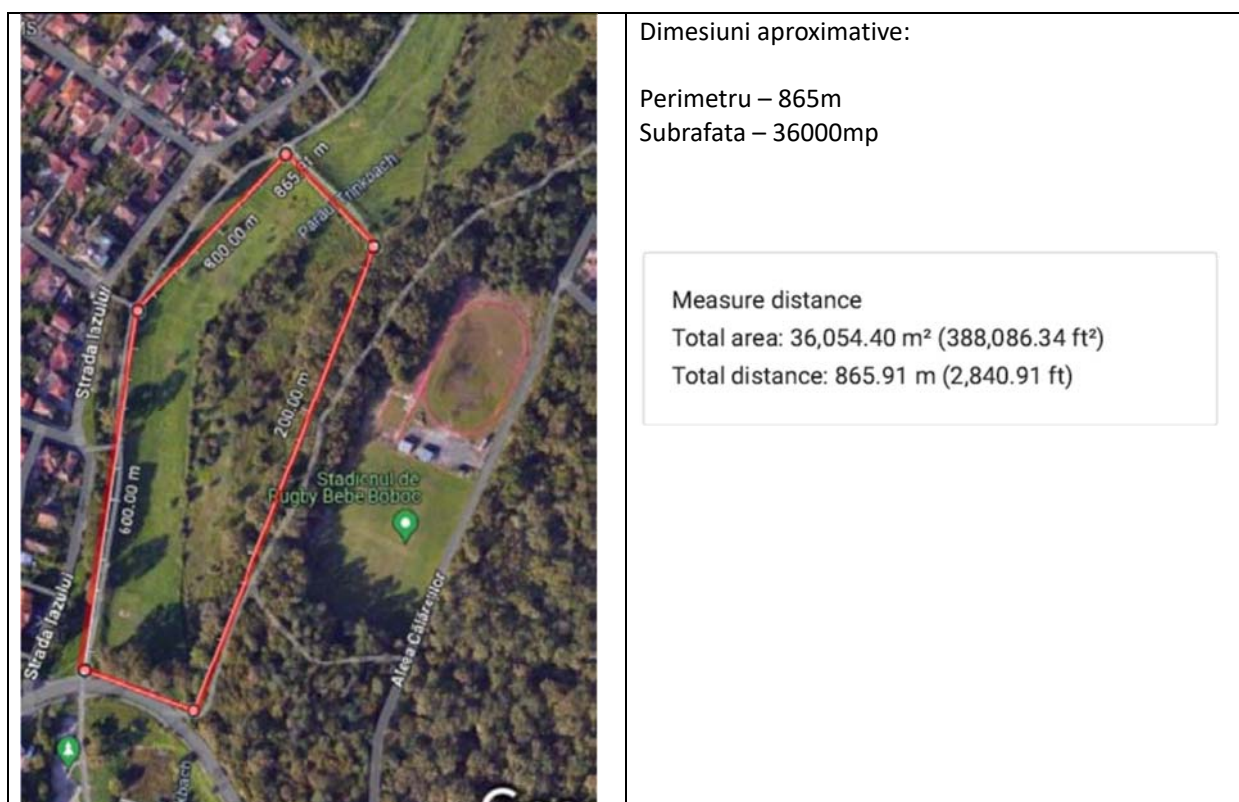 Dimesiuni aproximative:
Perimetru – 865m
Subrafata – 36000mp
Measure distance
Total area: 36,054.40 m² (388,086.34 ft²)
Total distance: 865.91 m (2,840.91 ft)
865.91 m
800.00 m
Strada Iazului
200.00 m
600.00 m
Stadionul de
Rugby Bebe Boboc
Strada Iazului
Aleea Călăreților